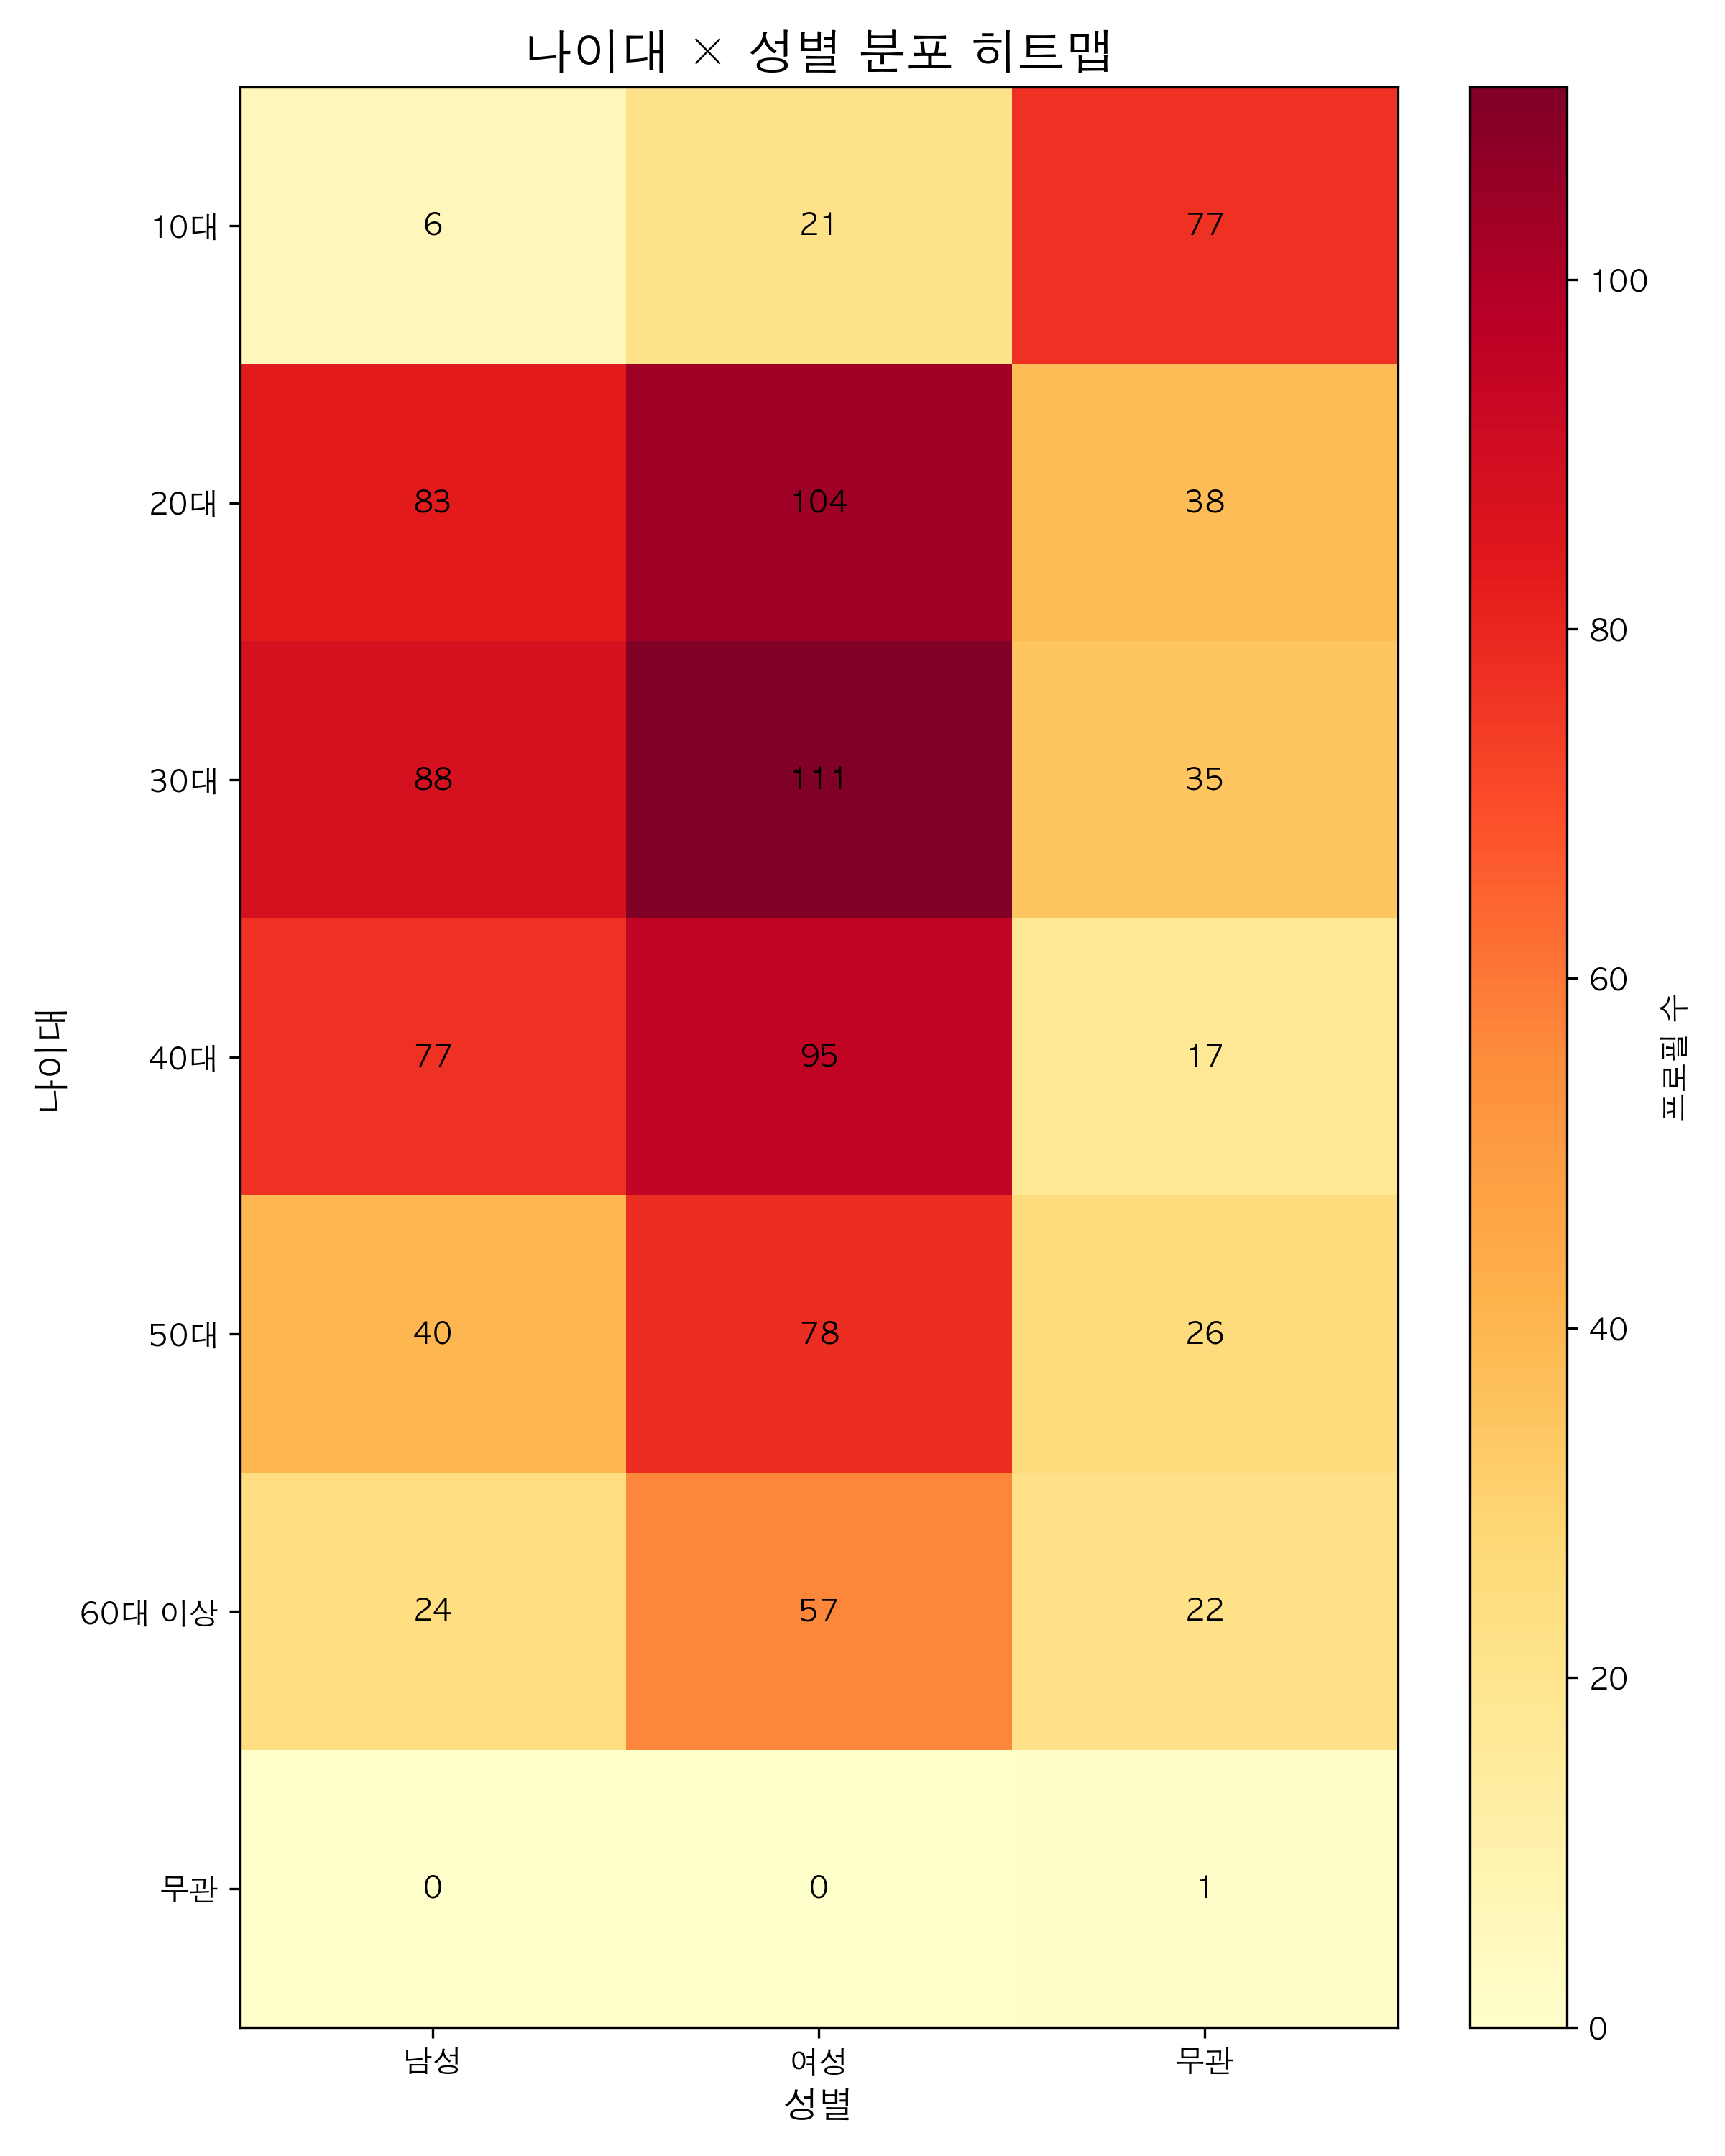 나이대 × 성별 분포 히트맵
10대 6 21 77
20대 83 104 38
30대 88 111 35
40대 77 95 17
50대 40 78 26
60대 이상 24 57 22
무관 0 0 1
남성 여성 무관
성별
나이대
100
80
60
40
20
0
프로필 수